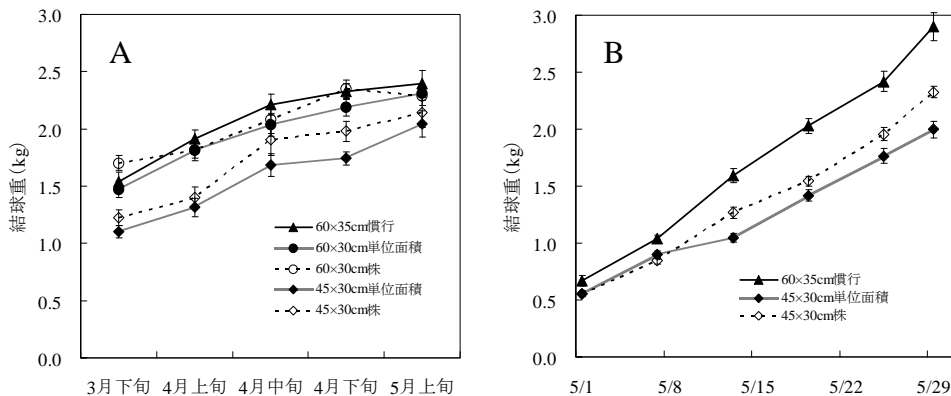 A
3.0
2.5
2.0
1.5
1.0
0.5
0.0
結球重(kg)
60×35cm慣行
60×30cm単位面積
60×30cm株
45×30cm単位面積
45×30cm株
3月下旬 4月上旬 4月中旬 4月下旬 5月上旬
B
3.0
2.5
2.0
1.5
1.0
0.5
0.0
結球重(kg)
60×35cm慣行
45×30cm単位面積
45×30cm株
5/1 5/8 5/15 5/22 5/29